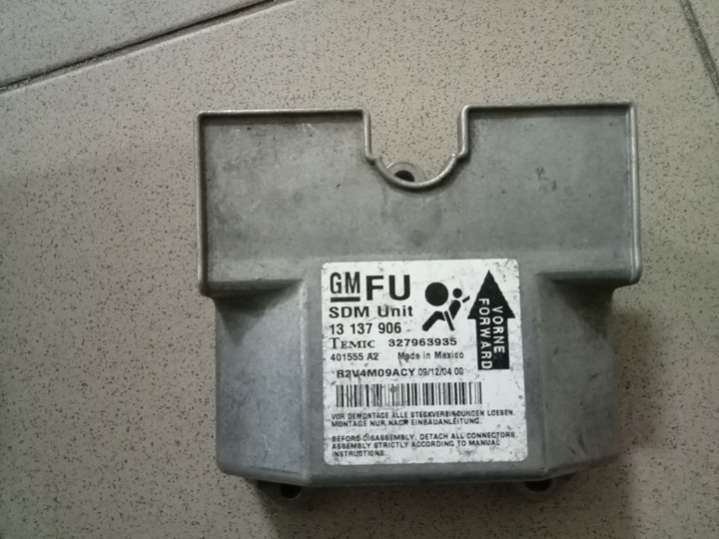 GM FU
SDM Unit
13 137 906
TEMIC 327963935
401555 A2 Made in Mexico
R2V4M09ACY 09/12/04 00
VORNE
FORWARD
VOR DEMONTAGE ALLE STECKVERBINDUNGEN LOESEN.
MONTAGE NUR NACH EINBAUANLEITUNG.
BEFORE DISASSEMBLY, DETACH ALL CONNECTORS.
ASSEMBLY STRICTLY ACCORDING TO MANUAL
INSTRUCTIONS.